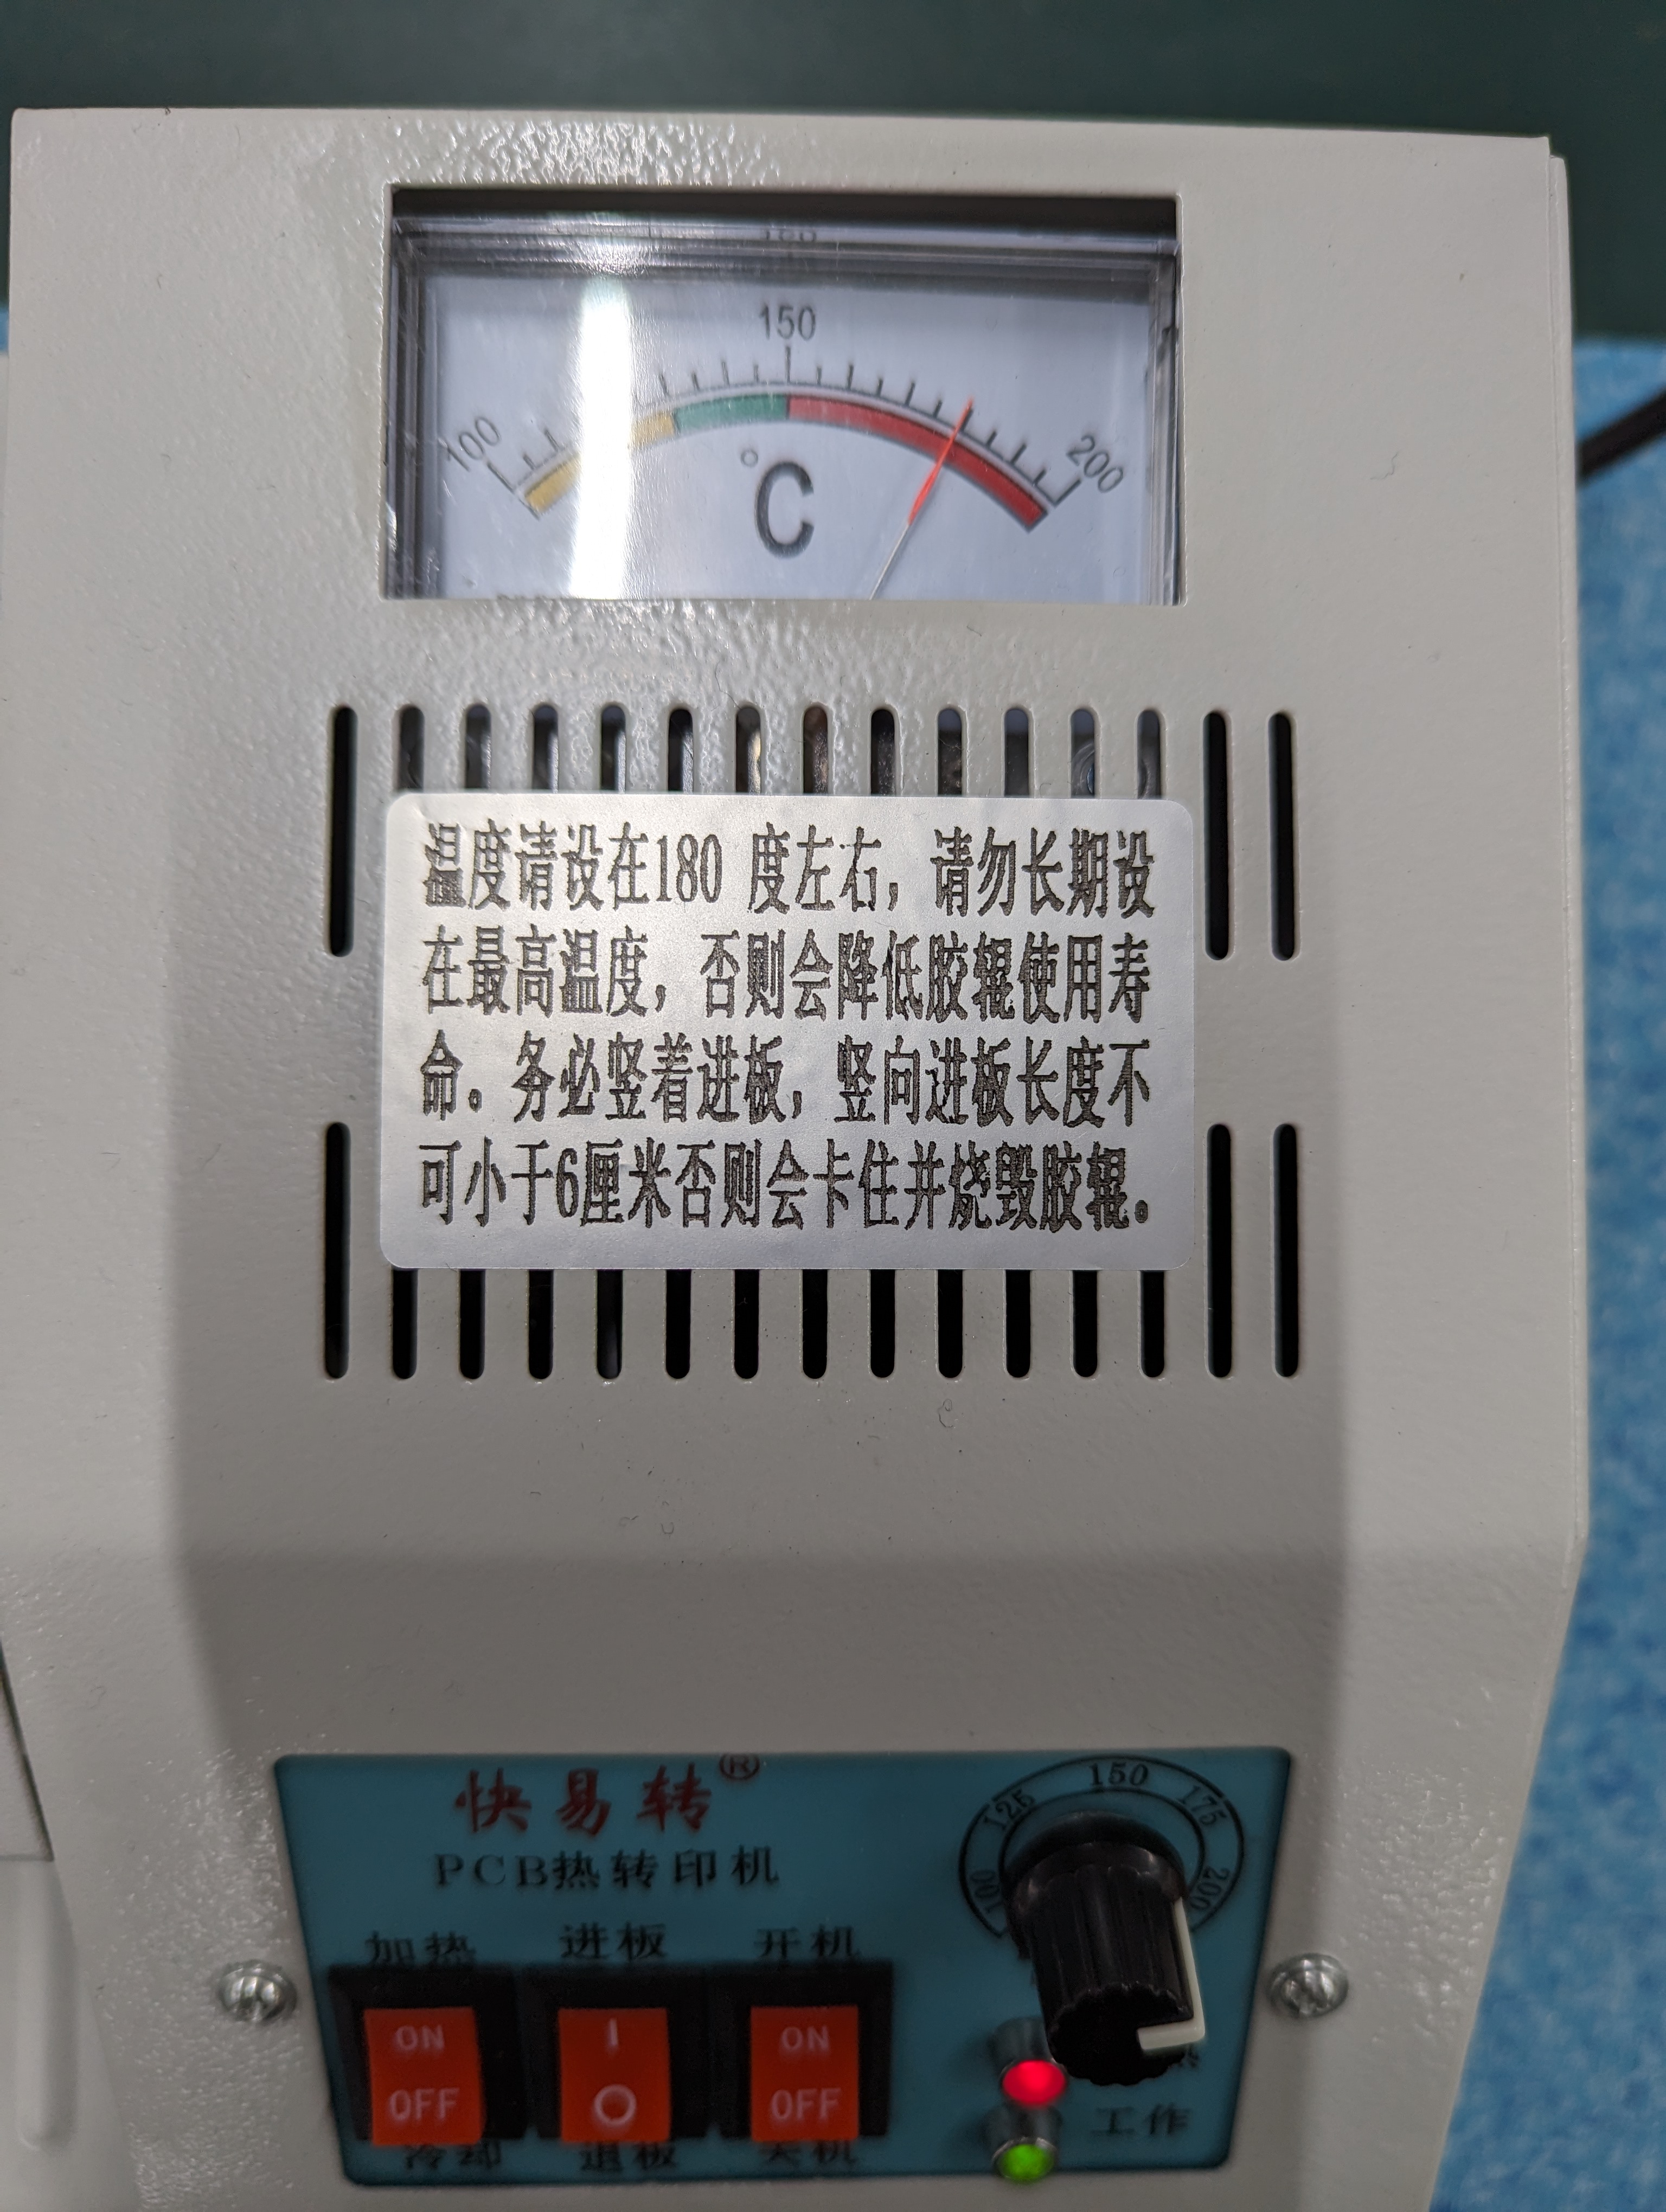 150
100
200
°C
温度请设在180 度左右，请勿长期设
在最高温度，否则会降低胶辊使用寿
命。务必竖着进板，竖向进板长度不
可小于6厘米否则会卡住并烧毁胶辊。
快易转®
PCB热转印机
100 125 150 175 200
加热 进板 开机
ON I ON
OFF O OFF
冷却 退板 关机
工作